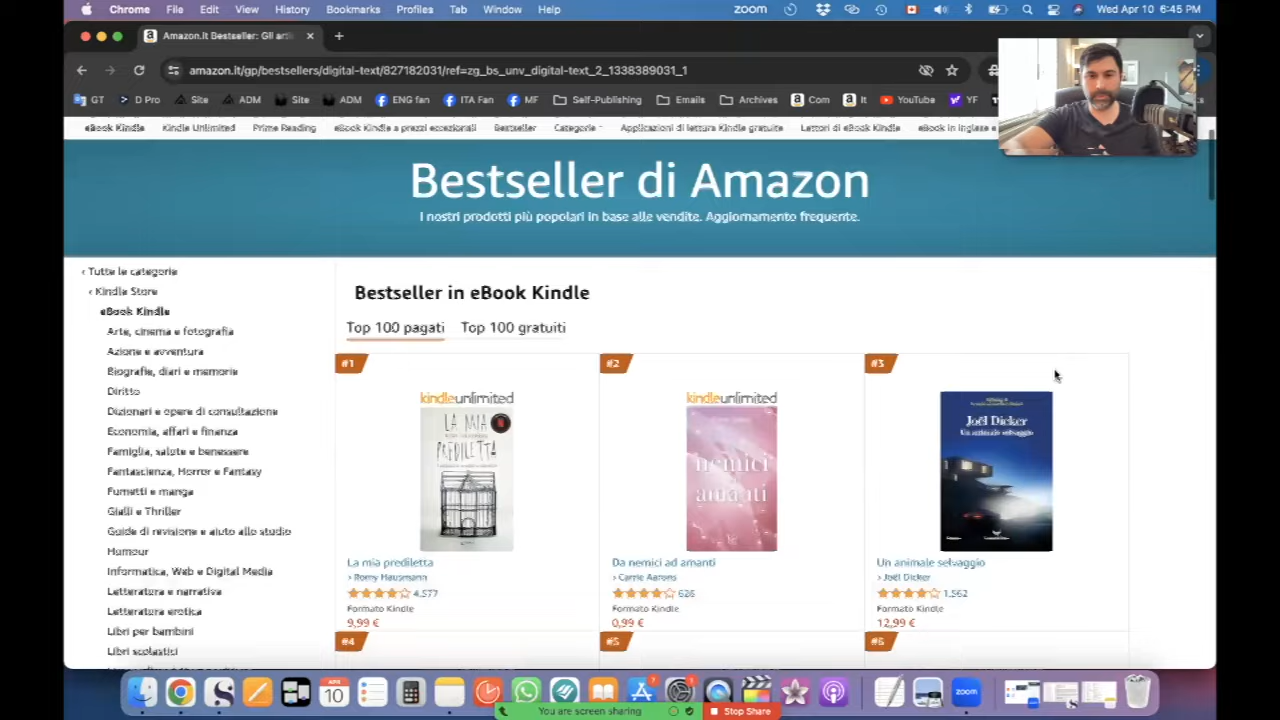 Chrome File Edit View History Bookmarks Profiles Tab Window Help zoom Wed Apr 10 6:45 PM
Amazon.it Bestseller: Gli arti
amazon.it/gp/bestsellers/digital-text/827182031/ref=zg_bs_unv_digital-text_2_1338389031_1
GT D Pro Site ADM Site ADM ENG fan ITA Fan MF Self-Publishing Emails Archives Com It YouTube YF
eBook Kindle Kindle Unlimited Prime Reading eBook Kindle a prezzi eccezionali Bestseller Categorie Applicazioni di lettura Kindle gratuite Lettori di eBook Kindle eBook in inglese e
Bestseller di Amazon
I nostri prodotti più popolari in base alle vendite. Aggiornamento frequente.
‹ Tutte le categorie
‹ Kindle Store
eBook Kindle
Arte, cinema e fotografia
Azione e avventura
Biografie, diari e memorie
Diritto
Dizionari e opere di consultazione
Economia, affari e finanza
Famiglia, salute e benessere
Fantascienza, Horror e Fantasy
Fumetti e manga
Gialli e Thriller
Guide di revisione e aiuto allo studio
Humour
Informatica, Web e Digital Media
Letteratura e narrativa
Letteratura erotica
Libri per bambini
Libri scolastici
Bestseller in eBook Kindle
Top 100 pagati Top 100 gratuiti
#1
kindleunlimited
LA MIA
PREDILETTA
La mia prediletta
› Romy Hausmann
4.577
Formato Kindle
9,99 €
#2
kindleunlimited
nemici
amanti
Da nemici ad amanti
› Carrie Aarons
626
Formato Kindle
0,99 €
#3
Joël Dicker
Un animale selvaggio
Un animale selvaggio
› Joël Dicker
1.562
Formato Kindle
12,99 €
#4
#5
#6
APR
10
zoom
You are screen sharing Stop Share